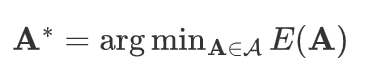 𝐀* = arg min_{𝐀∈𝒜} E(𝐀)